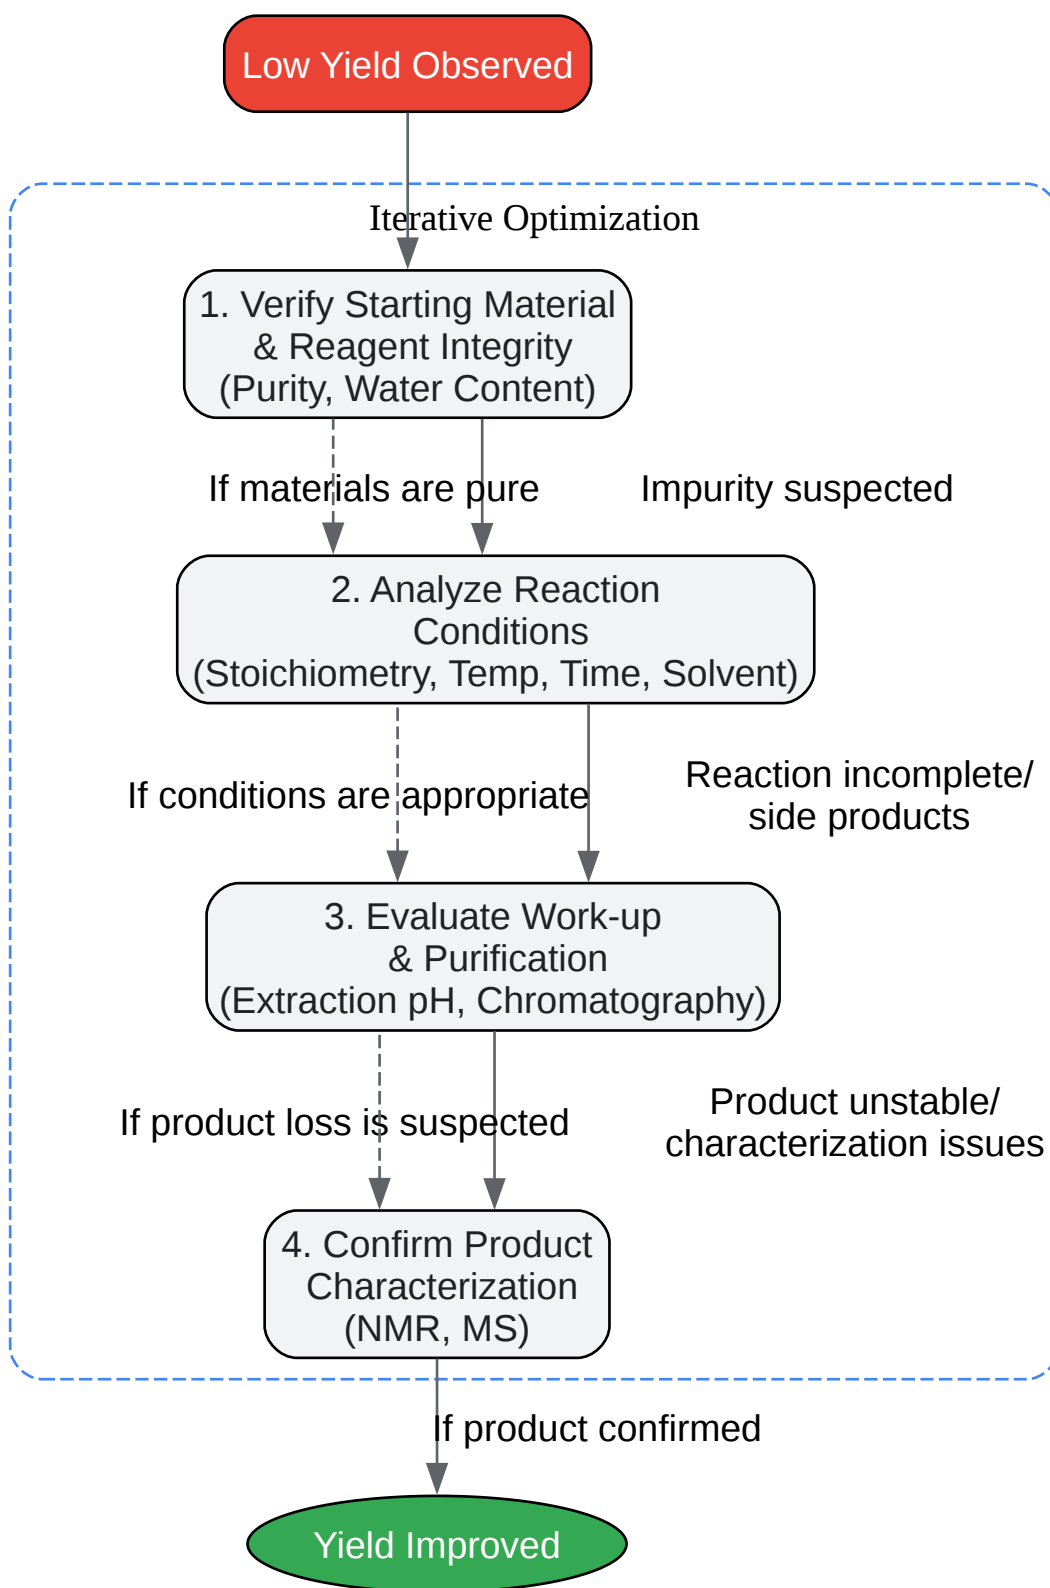 Low Yield Observed
Iterative Optimization
1. Verify Starting Material
& Reagent Integrity
(Purity, Water Content)
If materials are pure
Impurity suspected
2. Analyze Reaction
Conditions
(Stoichiometry, Temp, Time, Solvent)
If conditions are appropriate
Reaction incomplete/
side products
3. Evaluate Work-up
& Purification
(Extraction pH, Chromatography)
If product loss is suspected
Product unstable/
characterization issues
4. Confirm Product
Characterization
(NMR, MS)
If product confirmed
Yield Improved